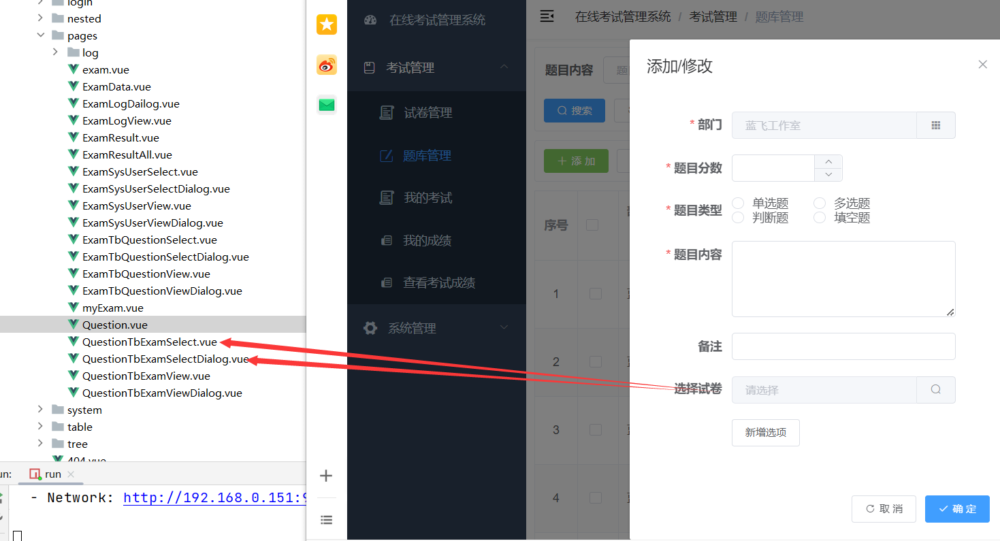 login
nested
pages
log
exam.vue
ExamData.vue
ExamLogDailog.vue
ExamLogView.vue
ExamResult.vue
ExamResultAll.vue
ExamSysUserSelect.vue
ExamSysUserSelectDialog.vue
ExamSysUserView.vue
ExamSysUserViewDialog.vue
ExamTbQuestionSelect.vue
ExamTbQuestionSelectDialog.vue
ExamTbQuestionView.vue
ExamTbQuestionViewDialog.vue
myExam.vue
Question.vue
QuestionTbExamSelect.vue
QuestionTbExamSelectDialog.vue
QuestionTbExamView.vue
QuestionTbExamViewDialog.vue
system
table
tree
404.vue
un:
run
- Network: http://192.168.0.151:9
在线考试管理系统
考试管理
试卷管理
题库管理
我的考试
我的成绩
查看考试成绩
系统管理
在线考试管理系统 / 考试管理 / 题库管理
题目内容
题
搜索
+ 添 加
序号
1
2
3
4
添加/修改
* 部门
蓝飞工作室
* 题目分数
* 题目类型
单选题 多选题
判断题 填空题
* 题目内容
备注
选择试卷
请选择
新增选项
取 消
确 定